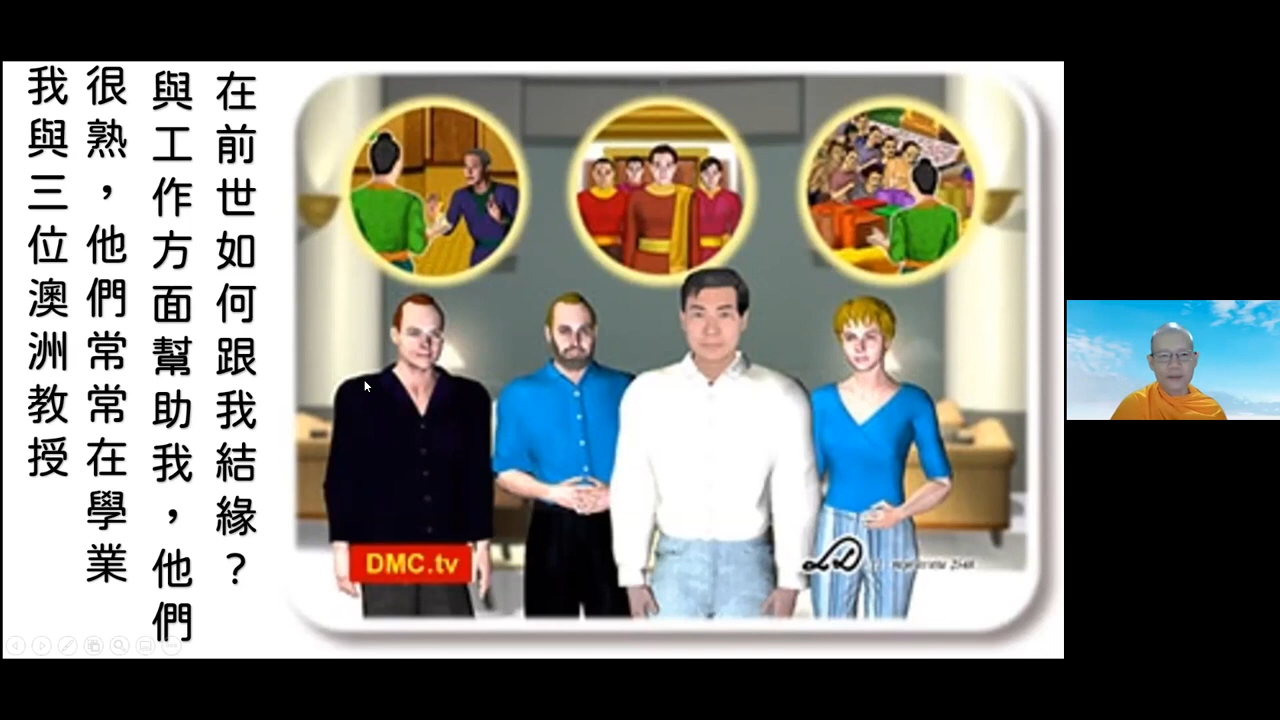 我與三位澳洲教授
很熟，他們常常在學業
與工作方面幫助我，他們
在前世如何跟我結緣？
DMC.tv